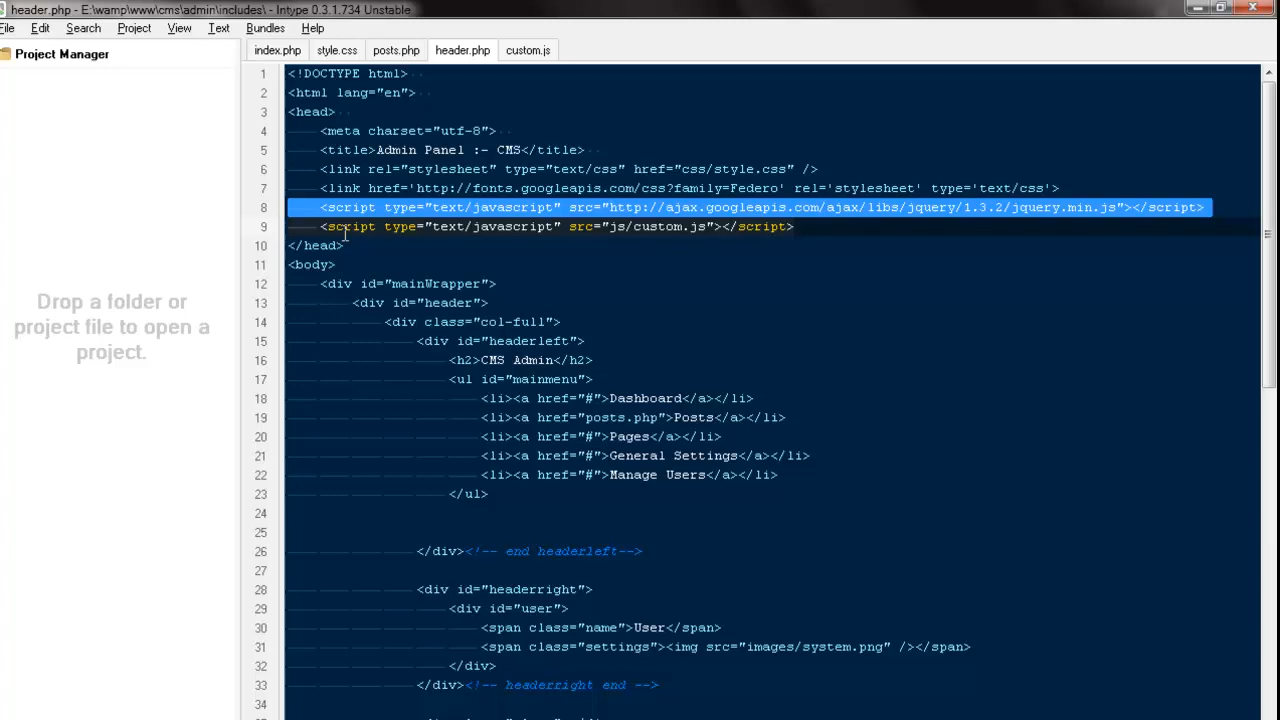 header.php - E:\wamp\www\cms\admin\includes\ - Intype 0.3.1.734 Unstable
File Edit Search Project View Text Bundles Help
Project Manager
index.php style.css posts.php header.php custom.js
Drop a folder or
project file to open a
project.
1 <!DOCTYPE html>
2 <html lang="en">
3 <head>
4 <meta charset="utf-8">
5 <title>Admin Panel :- CMS</title>
6 <link rel="stylesheet" type="text/css" href="css/style.css" />
7 <link href='http://fonts.googleapis.com/css?family=Federo' rel='stylesheet' type='text/css'>
8 <script type="text/javascript" src="http://ajax.googleapis.com/ajax/libs/jquery/1.3.2/jquery.min.js"></script>
9 <script type="text/javascript" src="js/custom.js"></script>
10 </head>
11 <body>
12 <div id="mainWrapper">
13 <div id="header">
14 <div class="col-full">
15 <div id="headerleft">
16 <h2>CMS Admin</h2>
17 <ul id="mainmenu">
18 <li><a href="#">Dashboard</a></li>
19 <li><a href="posts.php">Posts</a></li>
20 <li><a href="#">Pages</a></li>
21 <li><a href="#">General Settings</a></li>
22 <li><a href="#">Manage Users</a></li>
23 </ul>
24
25
26 </div><!-- end headerleft-->
27
28 <div id="headerright">
29 <div id="user">
30 <span class="name">User</span>
31 <span class="settings"><img src="images/system.png" /></span>
32 </div>
33 </div><!-- headerright end -->
34